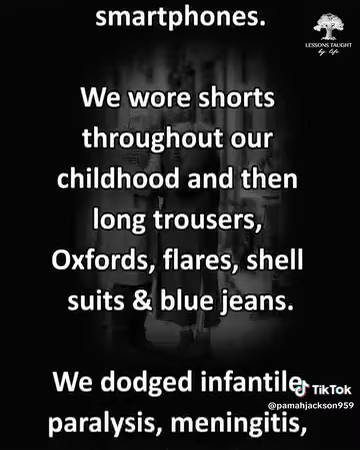 smartphones.
LESSONS TAUGHT
by life
We wore shorts
throughout our
childhood and then
long trousers,
Oxfords, flares, shell
suits & blue jeans.
We dodged infantile
TikTok
@pamahjackson959
paralysis, meningitis,